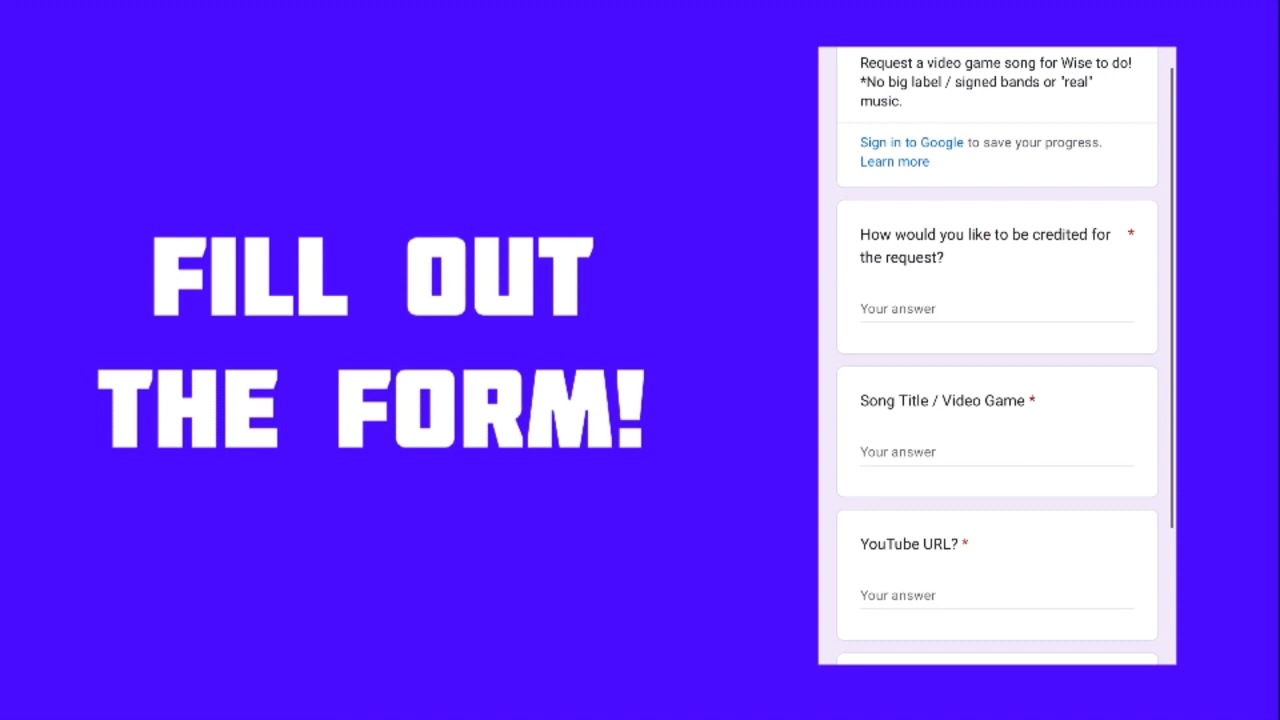 FILL OUT
THE FORM!
Request a video game song for Wise to do!
*No big label / signed bands or "real"
music.
Sign in to Google to save your progress.
Learn more
How would you like to be credited for *
the request?
Your answer
Song Title / Video Game *
Your answer
YouTube URL? *
Your answer